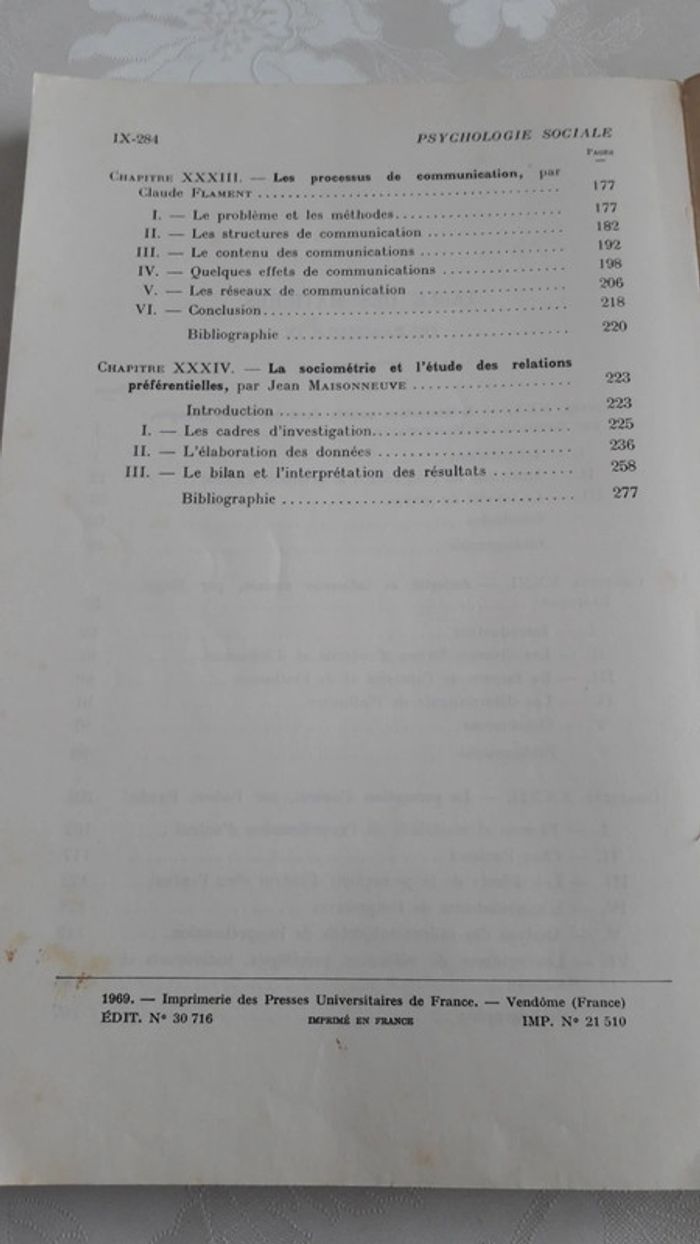 IX-284 PSYCHOLOGIE SOCIALE
PAGES
CHAPITRE XXXIII. — Les processus de communication, par
Claude FLAMENT ........................................ 177
I. — Le problème et les méthodes...................... 177
II. — Les structures de communication .................. 182
III. — Le contenu des communications .................... 192
IV. — Quelques effets de communications ................ 198
V. — Les réseaux de communication .................... 206
VI. — Conclusion...................................... 218
Bibliographie ...................................... 220
CHAPITRE XXXIV. — La sociométrie et l'étude des relations
préférentielles, par Jean MAISONNEUVE .................... 223
Introduction ...................................... 223
I. — Les cadres d'investigation........................ 225
II. — L'élaboration des données ........................ 236
III. — Le bilan et l'interprétation des résultats .......... 258
Bibliographie ...................................... 277
1969. — Imprimerie des Presses Universitaires de France. — Vendôme (France)
ÉDIT. N° 30 716 IMPRIMÉ EN FRANCE IMP. N° 21 510